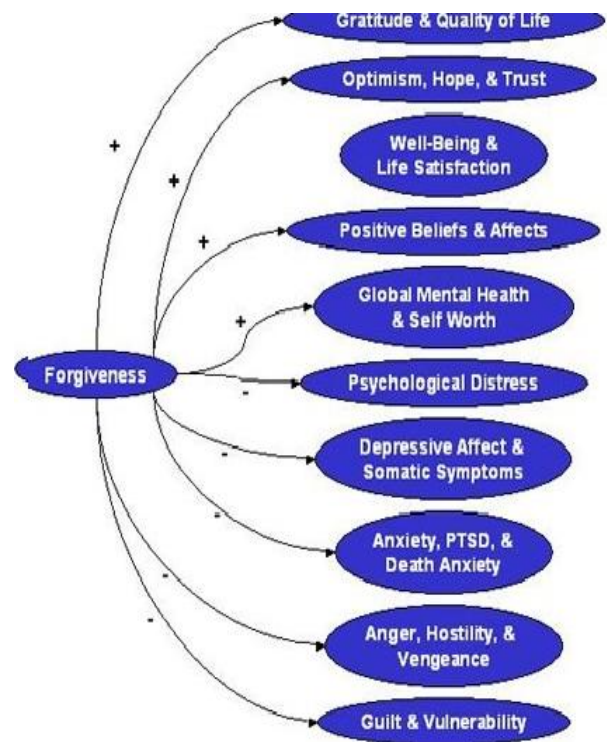 Gratitude & Quality of Life
Optimism, Hope, & Trust
Well-Being &
Life Satisfaction
Positive Beliefs & Affects
Global Mental Health
& Self Worth
Forgiveness
Psychological Distress
Depressive Affect &
Somatic Symptoms
Anxiety, PTSD, &
Death Anxiety
Anger, Hostility, &
Vengeance
Guilt & Vulnerability
+
+
+
+
-
-
-
-
-